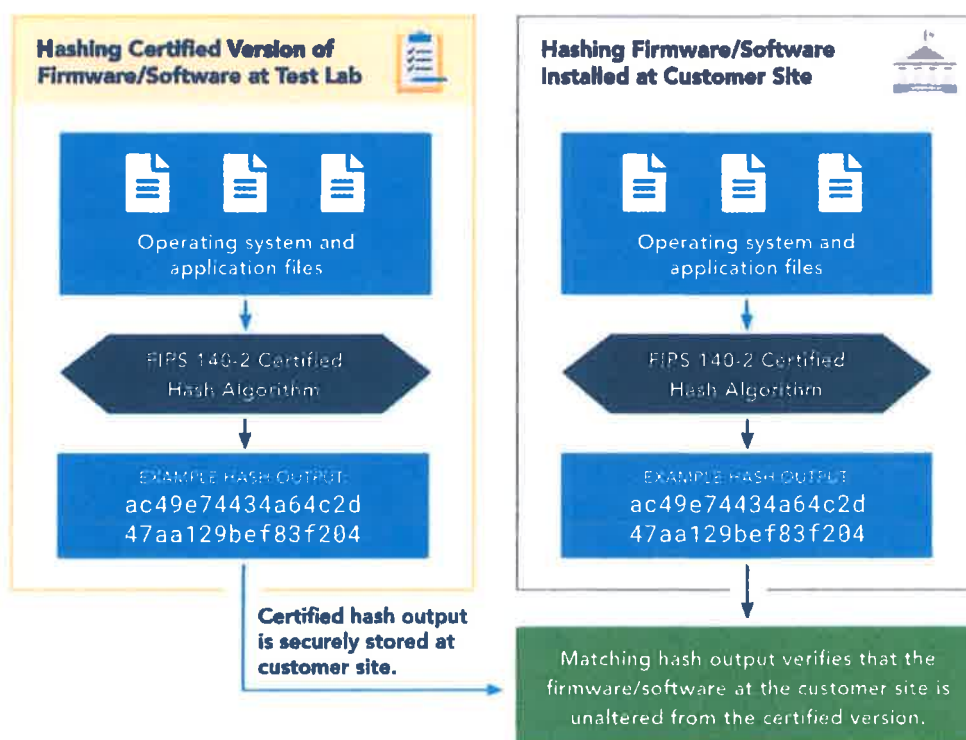 Hashing Certified Version of
Firmware/Software at Test Lab
Operating system and
application files
FIPS 140-2 Certified
Hash Algorithm
EXAMPLE HASH OUTPUT:
ac49e74434a64c2d
47aa129bef83f204
Certified hash output
is securely stored at
customer site.
Hashing Firmware/Software
Installed at Customer Site
Operating system and
application files
FIPS 140-2 Certified
Hash Algorithm
EXAMPLE HASH OUTPUT:
ac49e74434a64c2d
47aa129bef83f204
Matching hash output verifies that the
firmware/software at the customer site is
unaltered from the certified version.